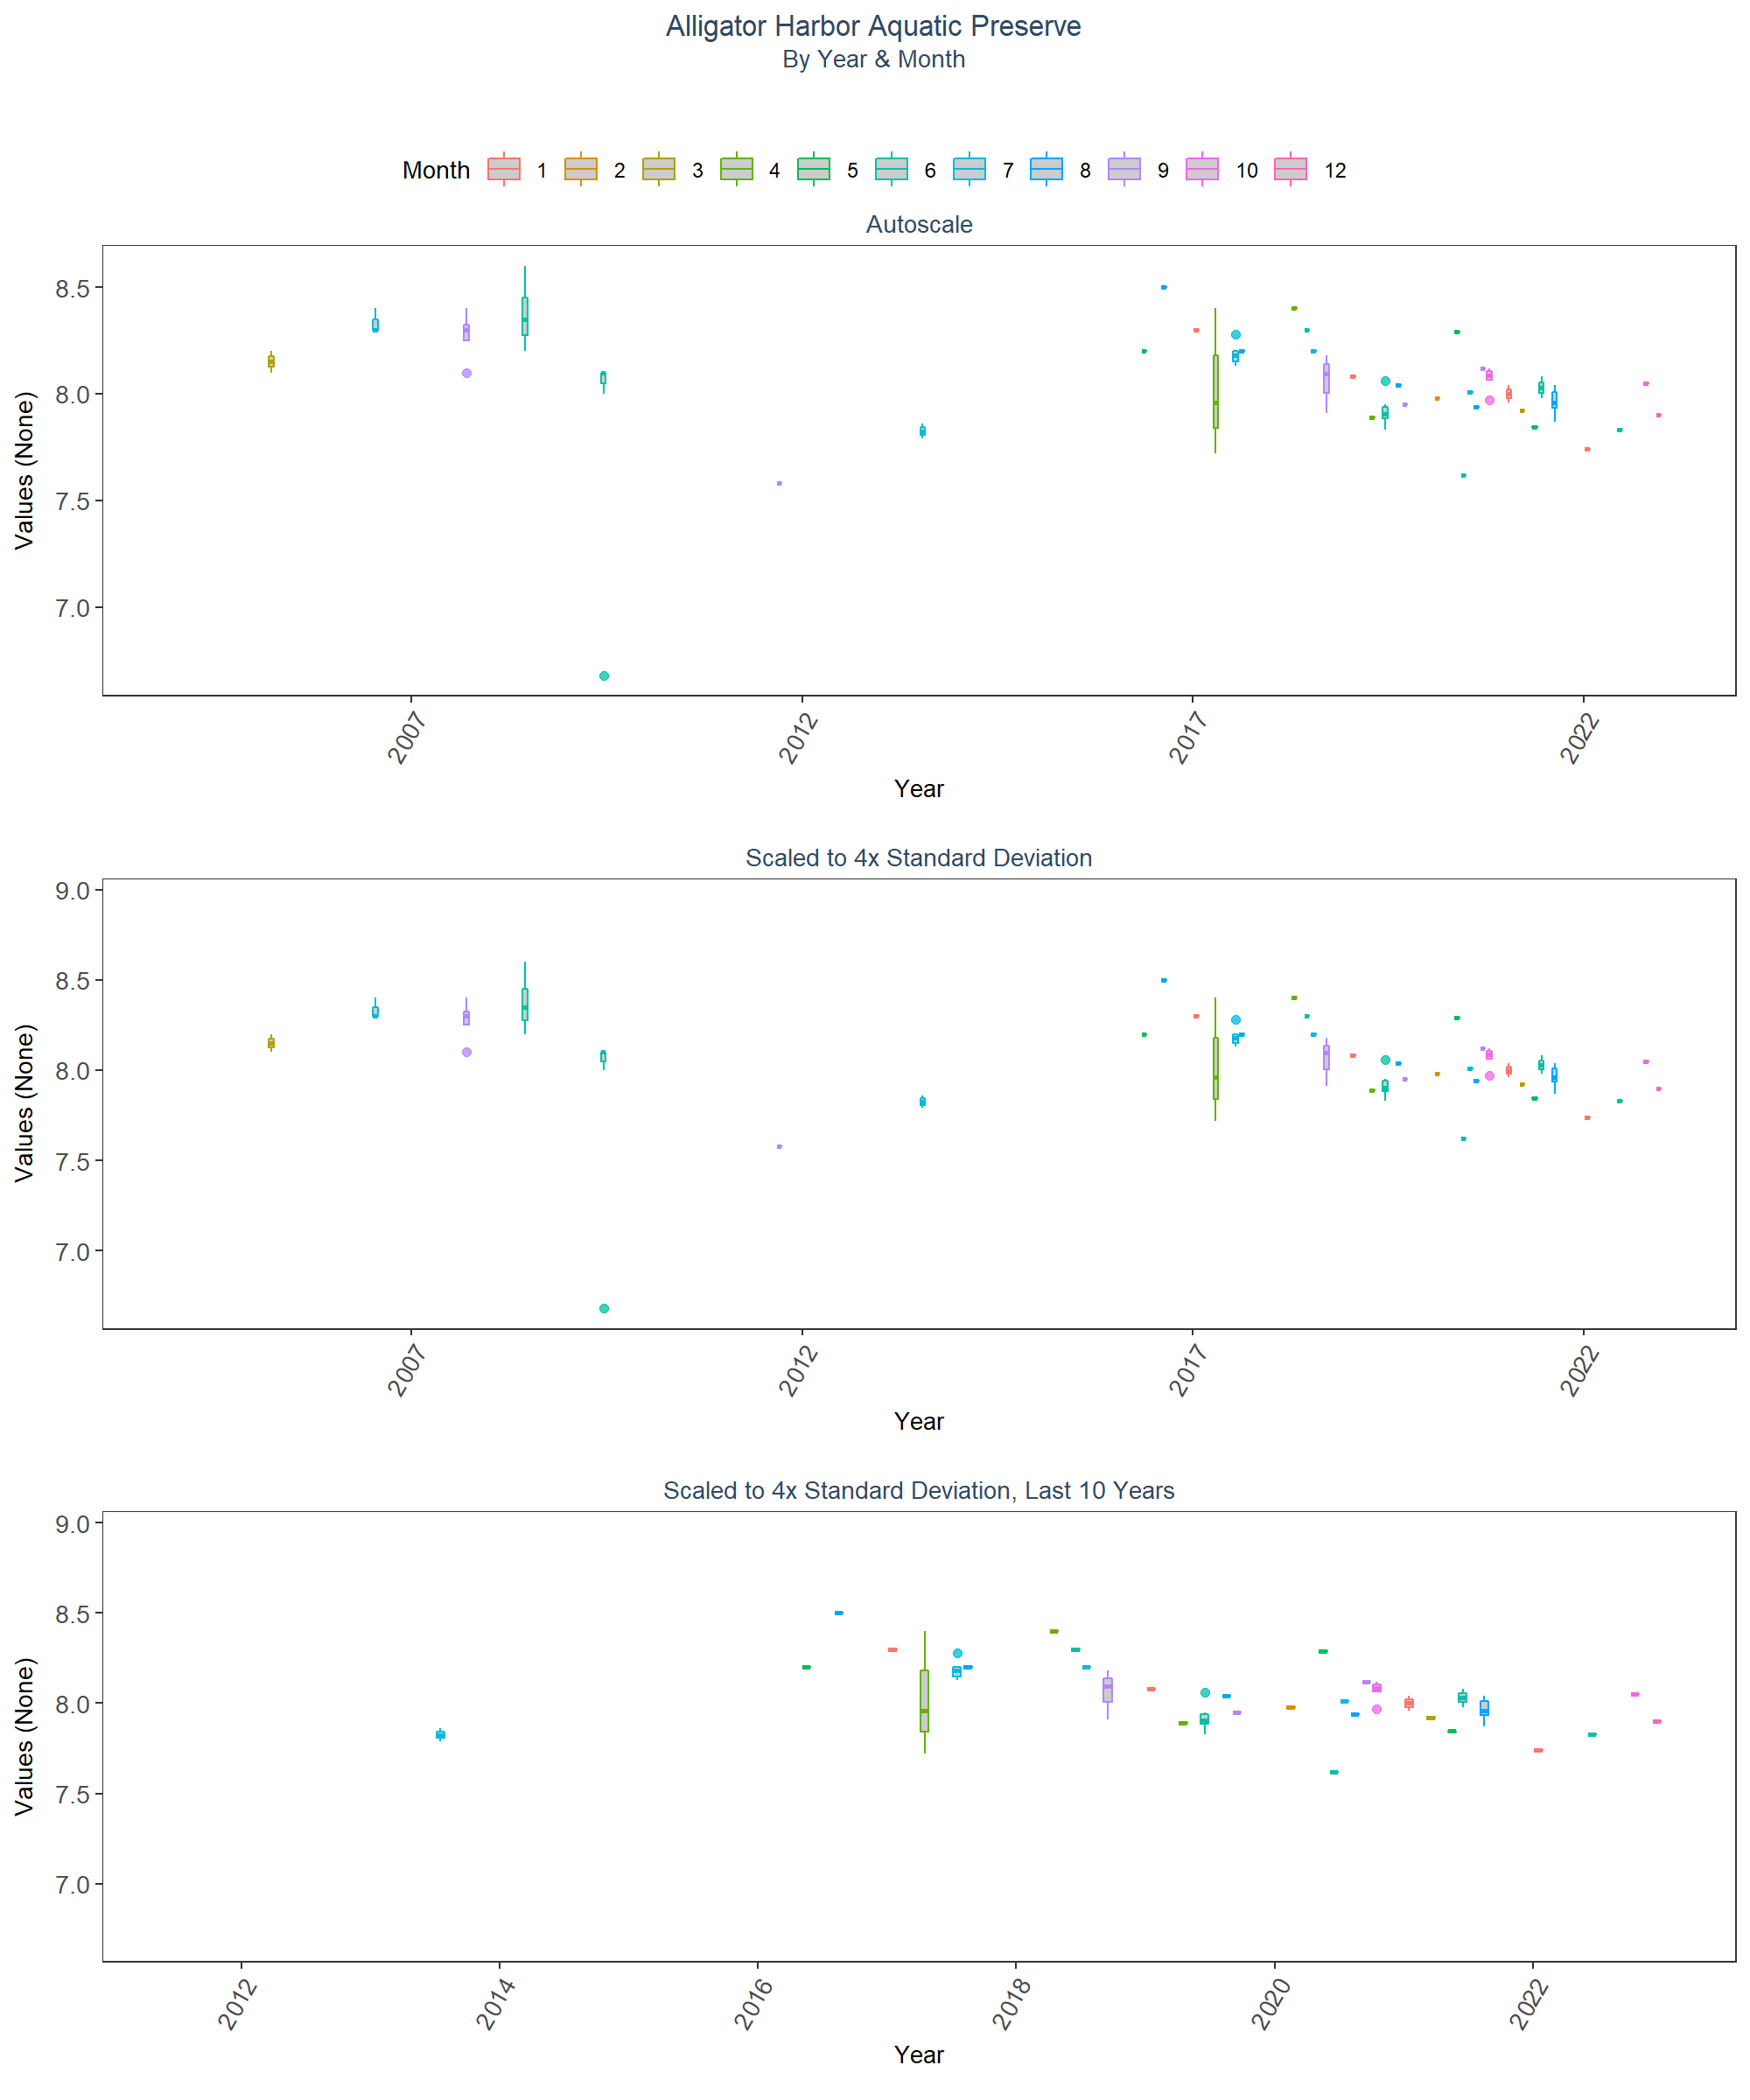 Alligator Harbor Aquatic Preserve
By Year & Month
Month 1 2 3 4 5 6 7 8 9 10 12
Autoscale
8.5
8.0
7.5
7.0
Values (None)
2007 2012 2017 2022
Year
Scaled to 4x Standard Deviation
9.0
8.5
8.0
7.5
7.0
Values (None)
2007 2012 2017 2022
Year
Scaled to 4x Standard Deviation, Last 10 Years
9.0
8.5
8.0
7.5
7.0
Values (None)
2012 2014 2016 2018 2020 2022
Year